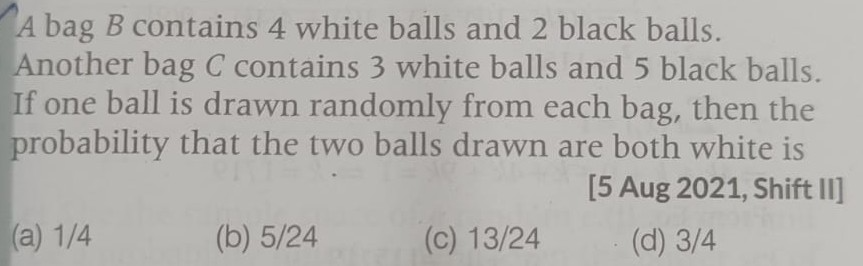 A bag B contains 4 white balls and 2 black balls.
Another bag C contains 3 white balls and 5 black balls.
If one ball is drawn randomly from each bag, then the
probability that the two balls drawn are both white is
[5 Aug 2021, Shift II]
(a) 1/4 (b) 5/24 (c) 13/24 (d) 3/4